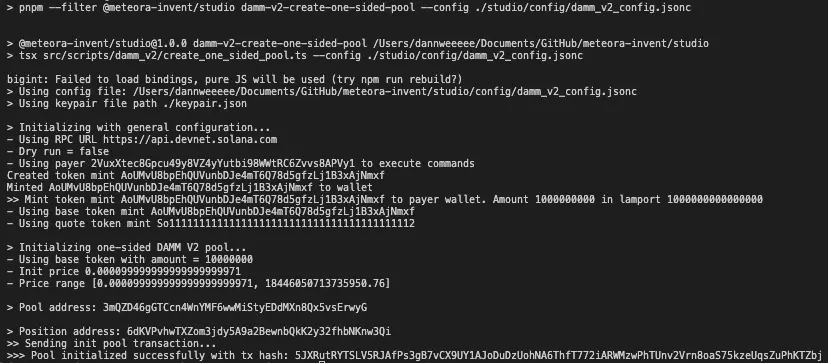 > pnpm --filter @meteora-invent/studio damm-v2-create-one-sided-pool --config ./studio/config/damm_v2_config.jsonc
> @meteora-invent/studio@1.0.0 damm-v2-create-one-sided-pool /Users/dannweeeee/Documents/GitHub/meteora-invent/studio
> tsx src/scripts/damm_v2/create_one_sided_pool.ts --config ./studio/config/damm_v2_config.jsonc
bigint: Failed to load bindings, pure JS will be used (try npm run rebuild?)
> Using config file: /Users/dannweeeee/Documents/GitHub/meteora-invent/studio/config/damm_v2_config.jsonc
> Using keypair file path ./keypair.json
> Initializing with general configuration...
- Using RPC URL https://api.devnet.solana.com
- Dry run = false
- Using payer 2VuxXtec8Gpcu49y8VZ4yYutbi98WWtRC6Zvvs8APVy1 to execute commands
Created token mint AoUMvU8bpEhQUVunbDJe4mT6Q78d5gfzLj1B3xAjNmxf
Minted AoUMvU8bpEhQUVunbDJe4mT6Q78d5gfzLj1B3xAjNmxf to wallet
>> Mint token mint AoUMvU8bpEhQUVunbDJe4mT6Q78d5gfzLj1B3xAjNmxf to payer wallet. Amount 1000000000 in lamport 1000000000000000
- Using base token mint AoUMvU8bpEhQUVunbDJe4mT6Q78d5gfzLj1B3xAjNmxf
- Using quote token mint So11111111111111111111111111111111111111112
> Initializing one-sided DAMM V2 pool...
- Using base token with amount = 10000000
- Init price 0.000099999999999999999971
- Price range [0.000099999999999999999971, 18446050713735950.76]
> Pool address: 3mQZD46gGTCcn4WnYMF6wwMiStyEDdMXn8Qx5vsErwyG
> Position address: 6dKVPvhwTXZom3jdy5A9a2BewnbQkK2y32fhbNKnw3Qi
>> Sending init pool transaction...
>>> Pool initialized successfully with tx hash: 5JXRutRYTSLV5RJAfPs3gB7vCX9UY1AJoDuDzUohNA6ThfT772iARWMzwPhTUnv2Vrn8oaS75kzeUqsZuPhKTZbj